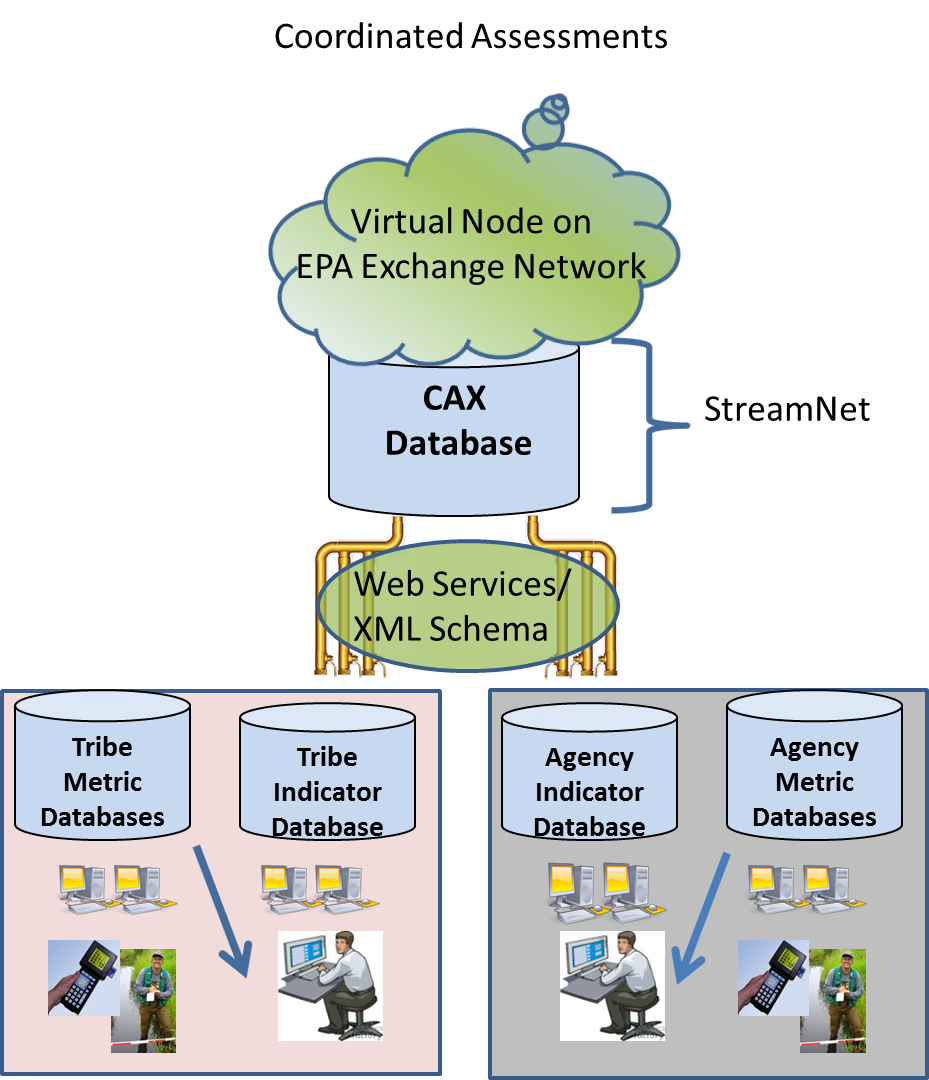 Coordinated Assessments
Virtual Node on
EPA Exchange Network
CAX
Database
StreamNet
Web Services/
XML Schema
Tribe
Metric
Databases
Tribe
Indicator
Database
Agency
Indicator
Database
Agency
Metric
Databases